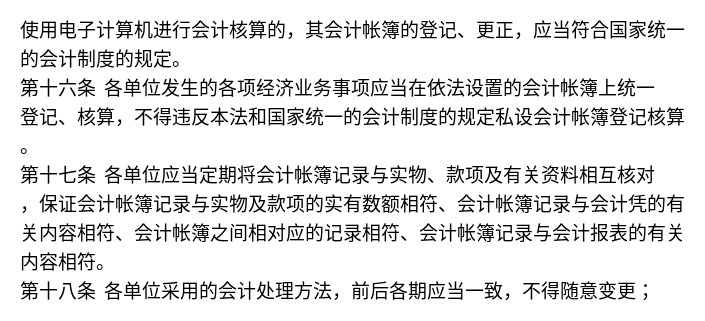 使用电子计算机进行会计核算的，其会计帐簿的登记、更正，应当符合国家统一
的会计制度的规定。
第十六条 各单位发生的各项经济业务事项应当在依法设置的会计帐簿上统一
登记、核算，不得违反本法和国家统一的会计制度的规定私设会计帐簿登记核算
。
第十七条 各单位应当定期将会计帐簿记录与实物、款项及有关资料相互核对
，保证会计帐簿记录与实物及款项的实有数额相符、会计帐簿记录与会计凭的有
关内容相符、会计帐簿之间相对应的记录相符、会计帐簿记录与会计报表的有关
内容相符。
第十八条 各单位采用的会计处理方法，前后各期应当一致，不得随意变更；